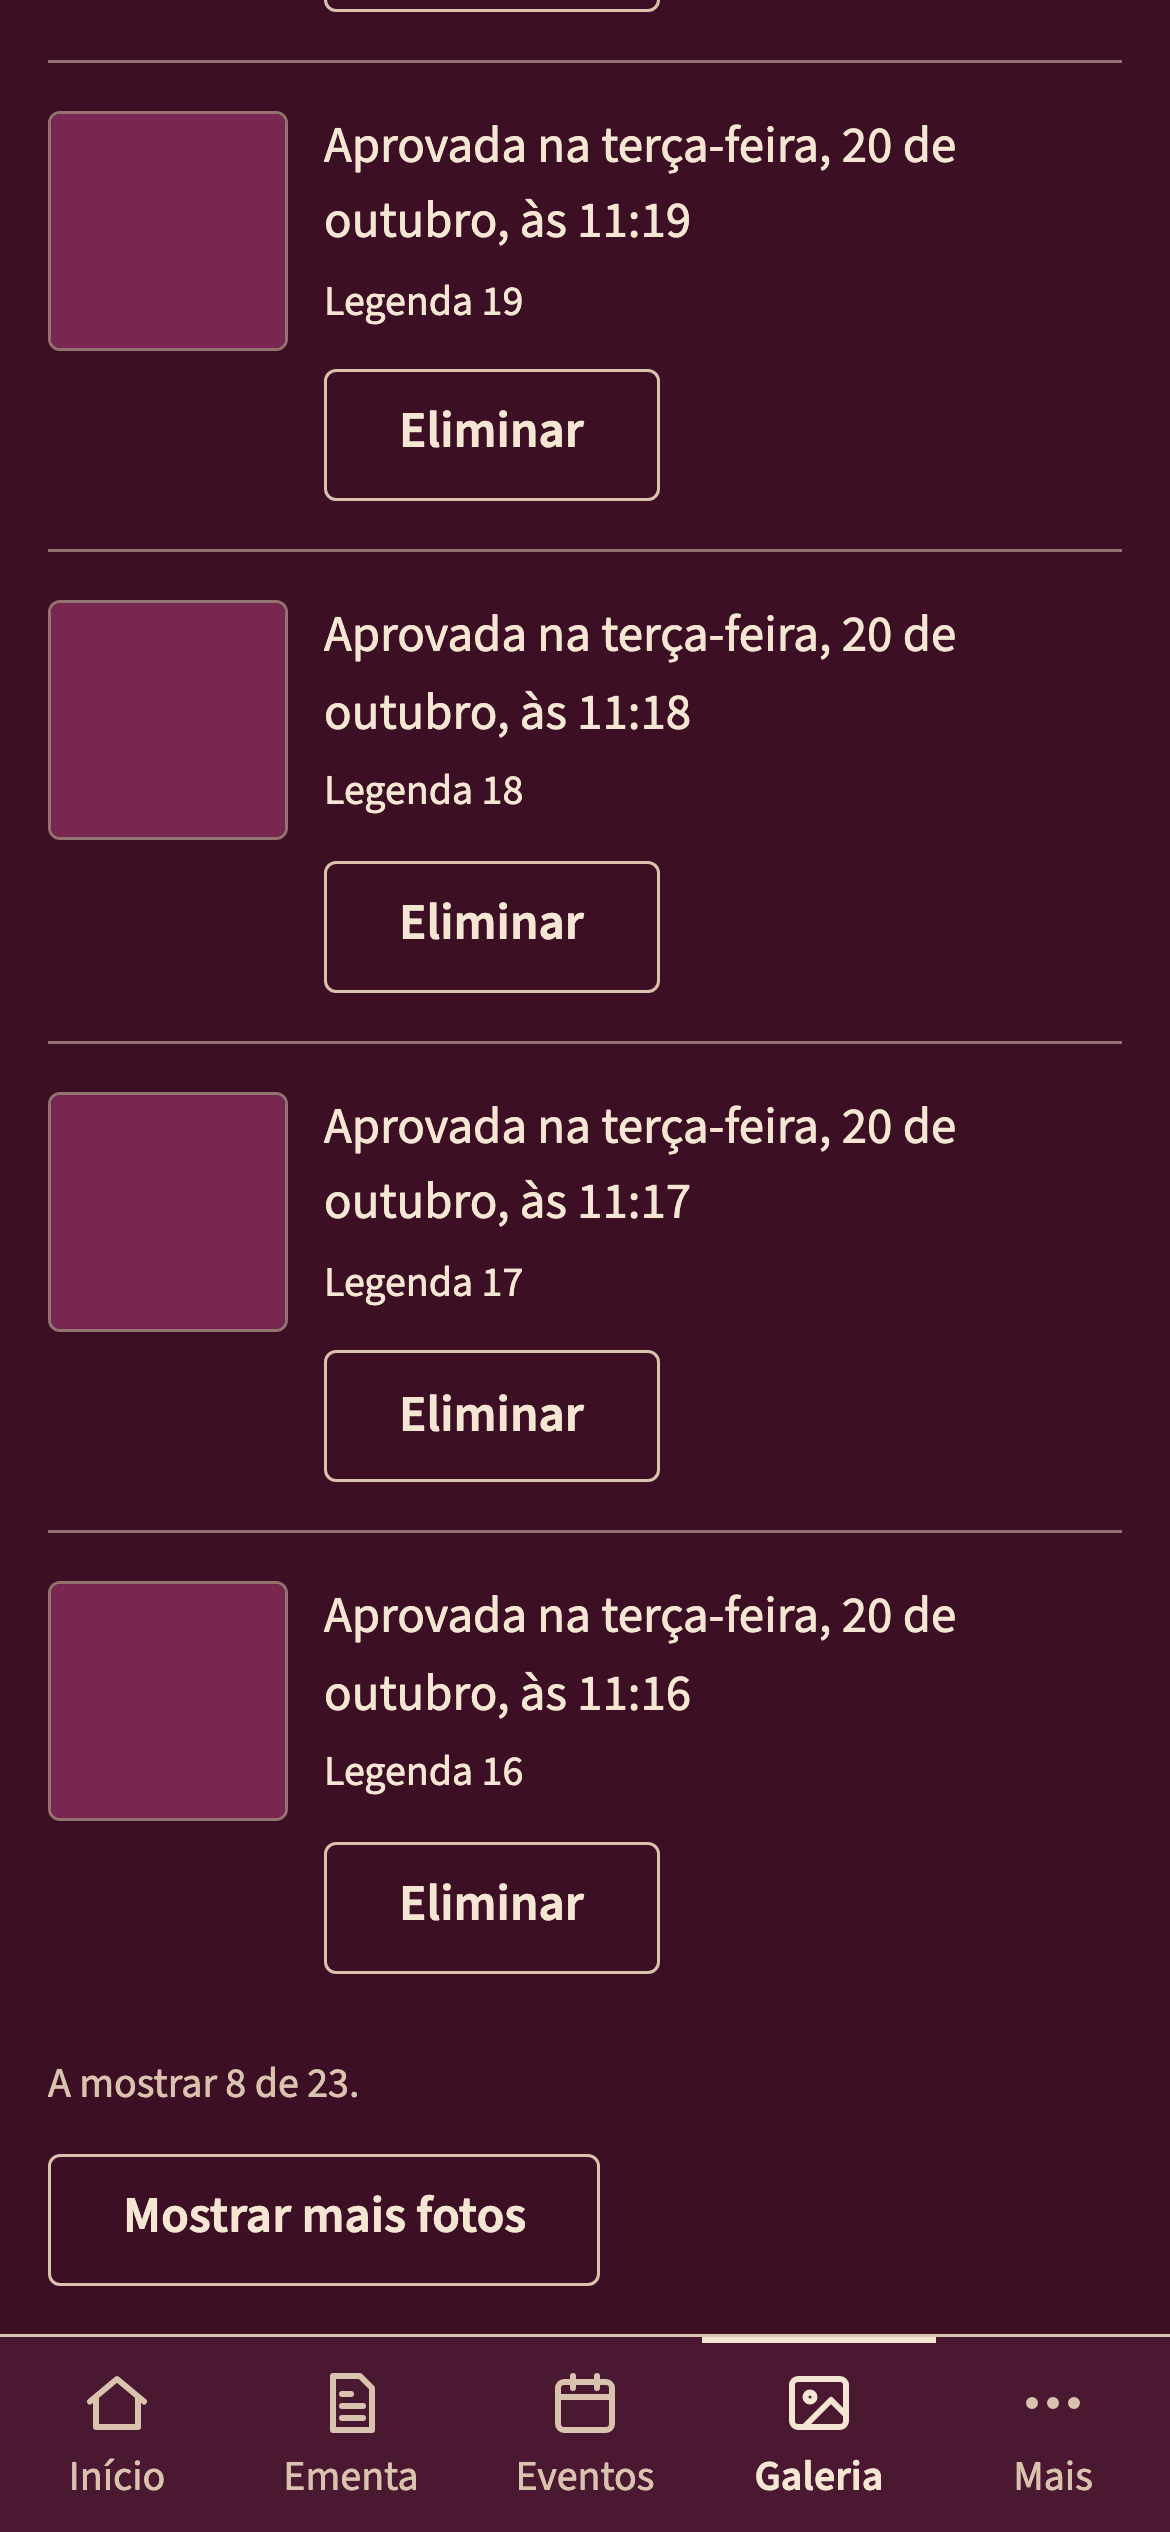 Aprovada na terça-feira, 20 de
outubro, às 11:19
Legenda 19
Eliminar
Aprovada na terça-feira, 20 de
outubro, às 11:18
Legenda 18
Eliminar
Aprovada na terça-feira, 20 de
outubro, às 11:17
Legenda 17
Eliminar
Aprovada na terça-feira, 20 de
outubro, às 11:16
Legenda 16
Eliminar
A mostrar 8 de 23.
Mostrar mais fotos
Início
Ementa
Eventos
Galeria
Mais